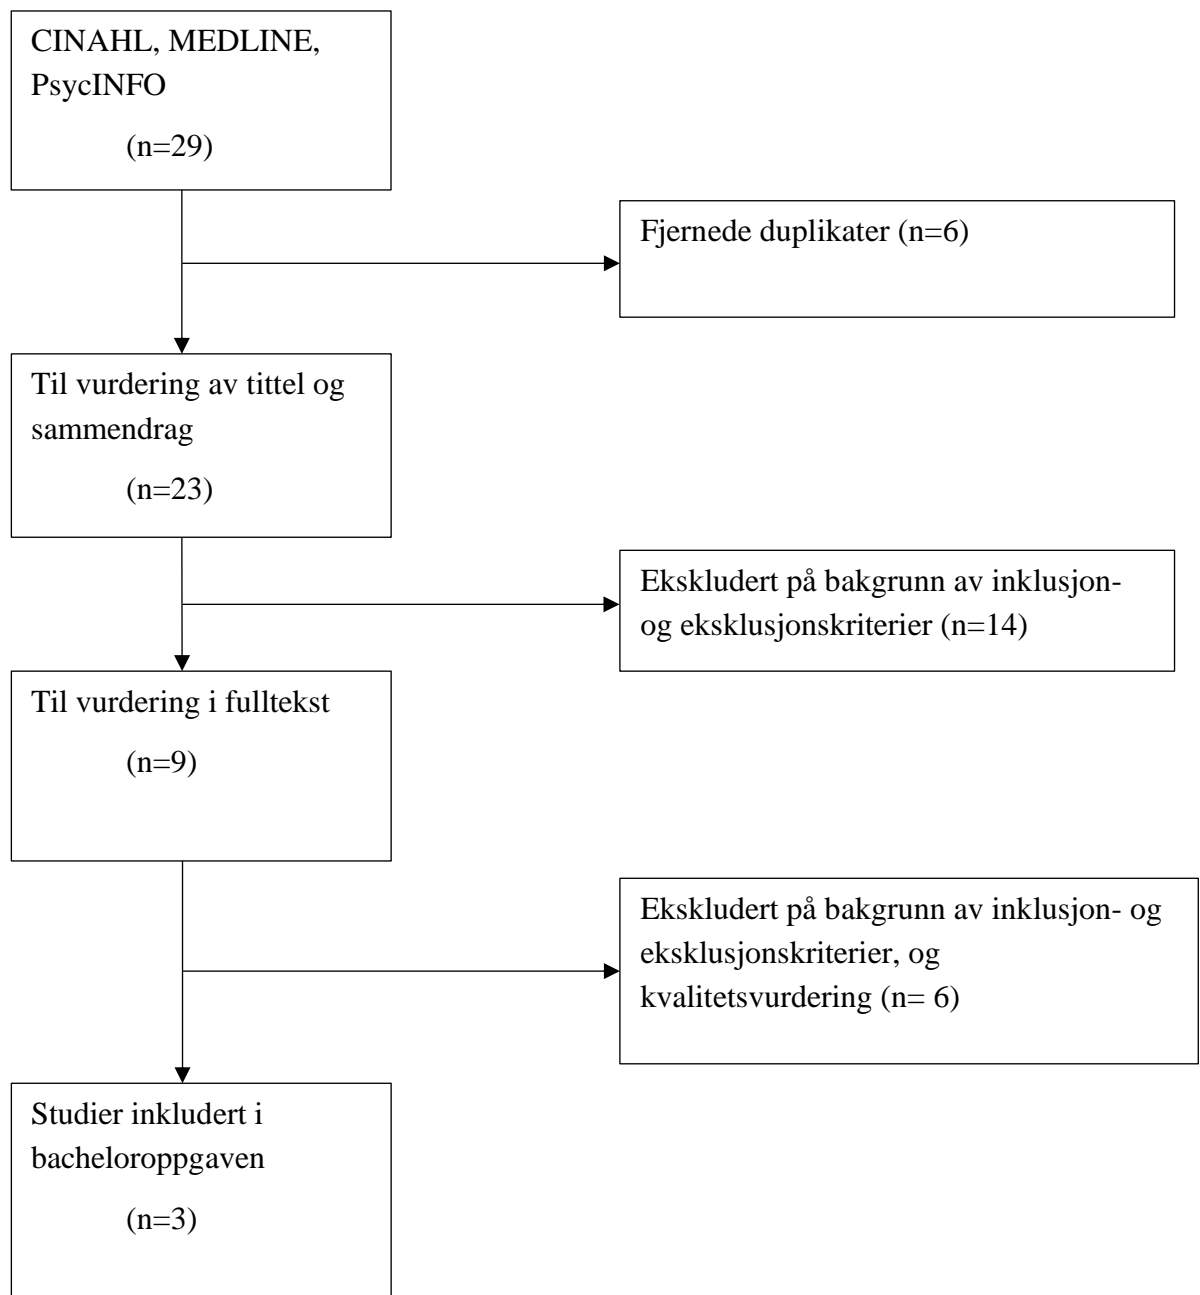 CINAHL, MEDLINE,
PsycINFO
(n=29)
Fjernede duplikater (n=6)
Til vurdering av tittel og
sammendrag
(n=23)
Ekskludert på bakgrunn av inklusjon-
og eksklusjonskriterier (n=14)
Til vurdering i fulltekst
(n=9)
Ekskludert på bakgrunn av inklusjon- og
eksklusjonskriterier, og
kvalitetsvurdering (n= 6)
Studier inkludert i
bacheloroppgaven
(n=3)